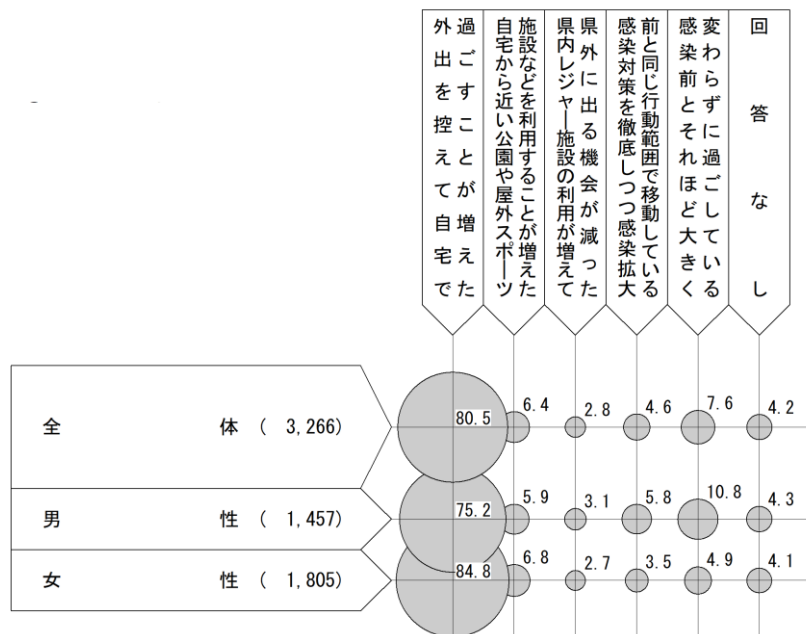 外出を控えて自宅で
過ごすことが増えた
自宅から近い公園や屋外スポーツ
施設などを利用することが増えた
県内レジャー施設の利用が増えて
県外に出る機会が減った
感染対策を徹底しつつ感染拡大
前と同じ行動範囲で移動している
感染前とそれほど大きく
変わらずに過ごしている
回答なし
全体( 3,266) 80.5 6.4 2.8 4.6 7.6 4.2
男性( 1,457) 75.2 5.9 3.1 5.8 10.8 4.3
女性( 1,805) 84.8 6.8 2.7 3.5 4.9 4.1